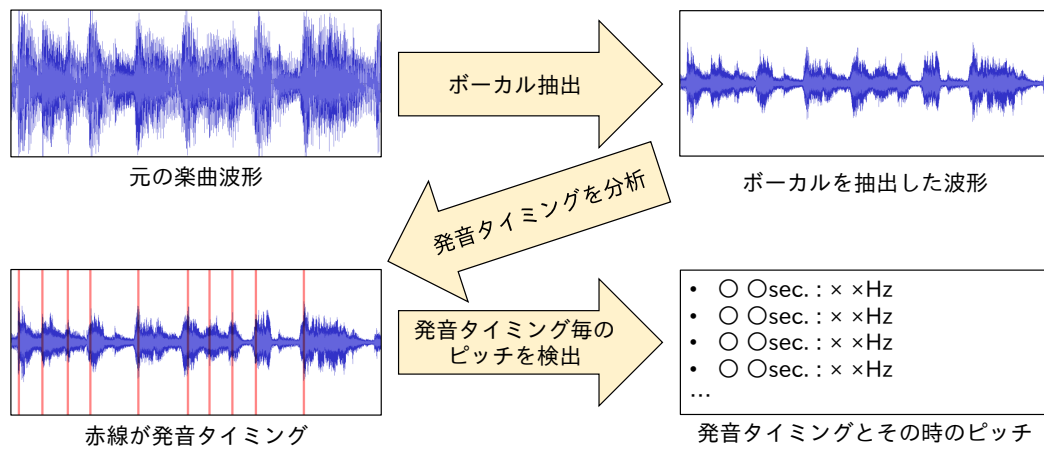 ボーカル抽出
元の楽曲波形
ボーカルを抽出した波形
発音タイミングを分析
発音タイミング毎の
ピッチを検出
• 〇 〇sec. : × ×Hz
• 〇 〇sec. : × ×Hz
• 〇 〇sec. : × ×Hz
• 〇 〇sec. : × ×Hz
…
赤線が発音タイミング
発音タイミングとその時のピッチ